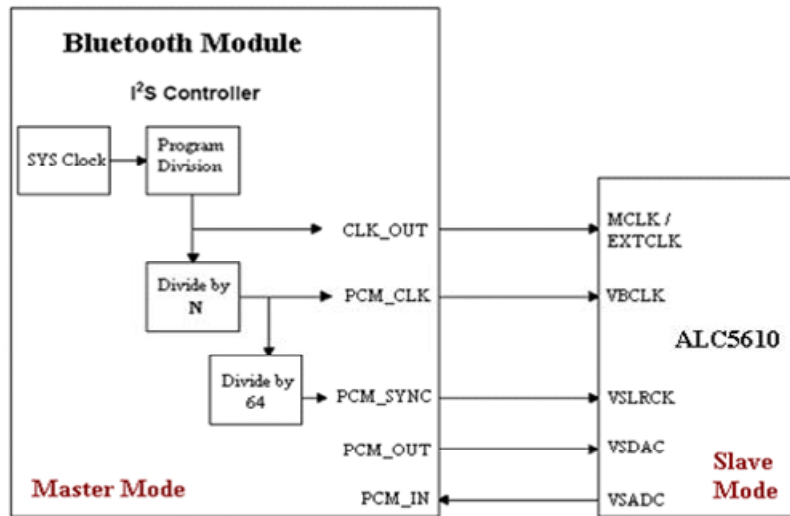 Bluetooth Module
I²S Controller
SYS Clock
Program
Division
CLK_OUT
MCLK /
EXTCLK
Divide by
N
PCM_CLK
VBCLK
ALC5610
Divide by
64
PCM_SYNC
VSLRCK
PCM_OUT
VSDAC
Master Mode
PCM_IN
VSADC
Slave
Mode